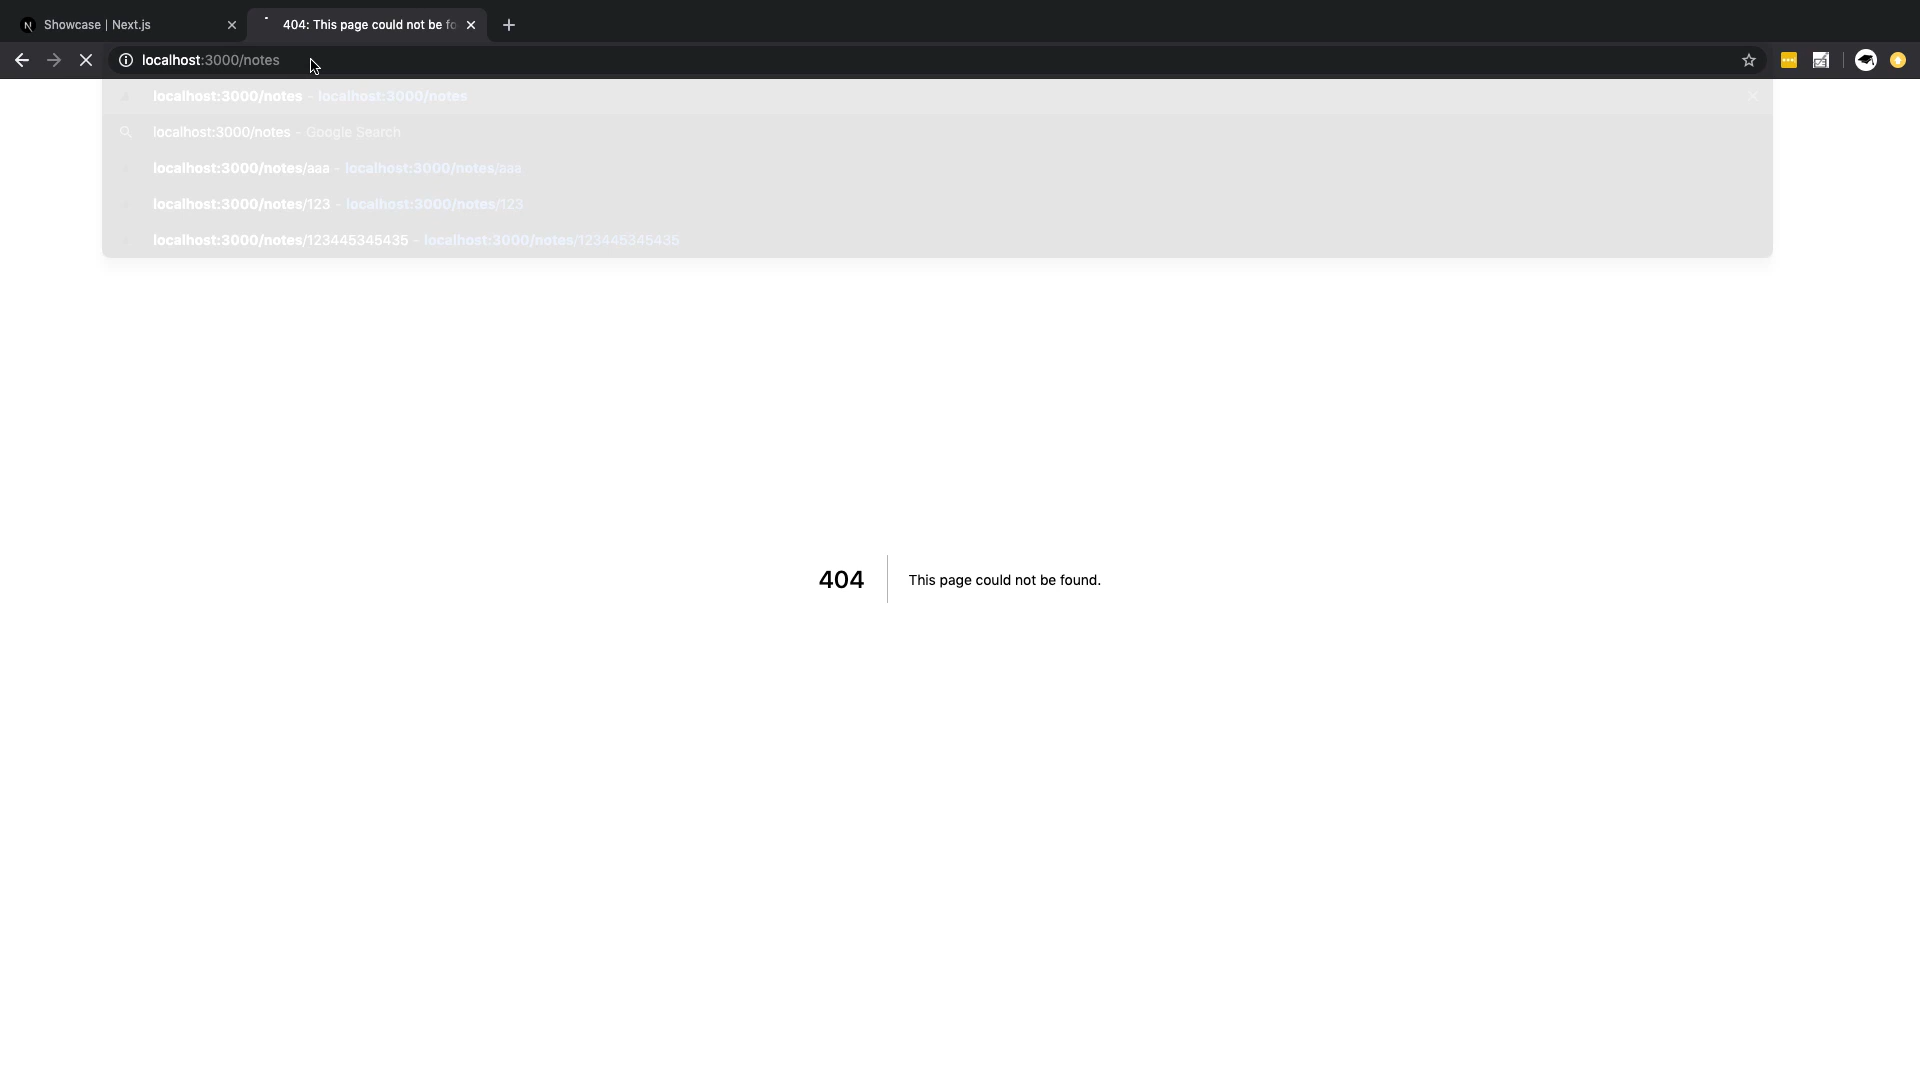 Showcase | Next.js
404: This page could not be fo
localhost:3000/notes
localhost:3000/notes - localhost:3000/notes
localhost:3000/notes - Google Search
localhost:3000/notes/aaa - localhost:3000/notes/aaa
localhost:3000/notes/123 - localhost:3000/notes/123
localhost:3000/notes/123445345435 - localhost:3000/notes/123445345435
404
This page could not be found.